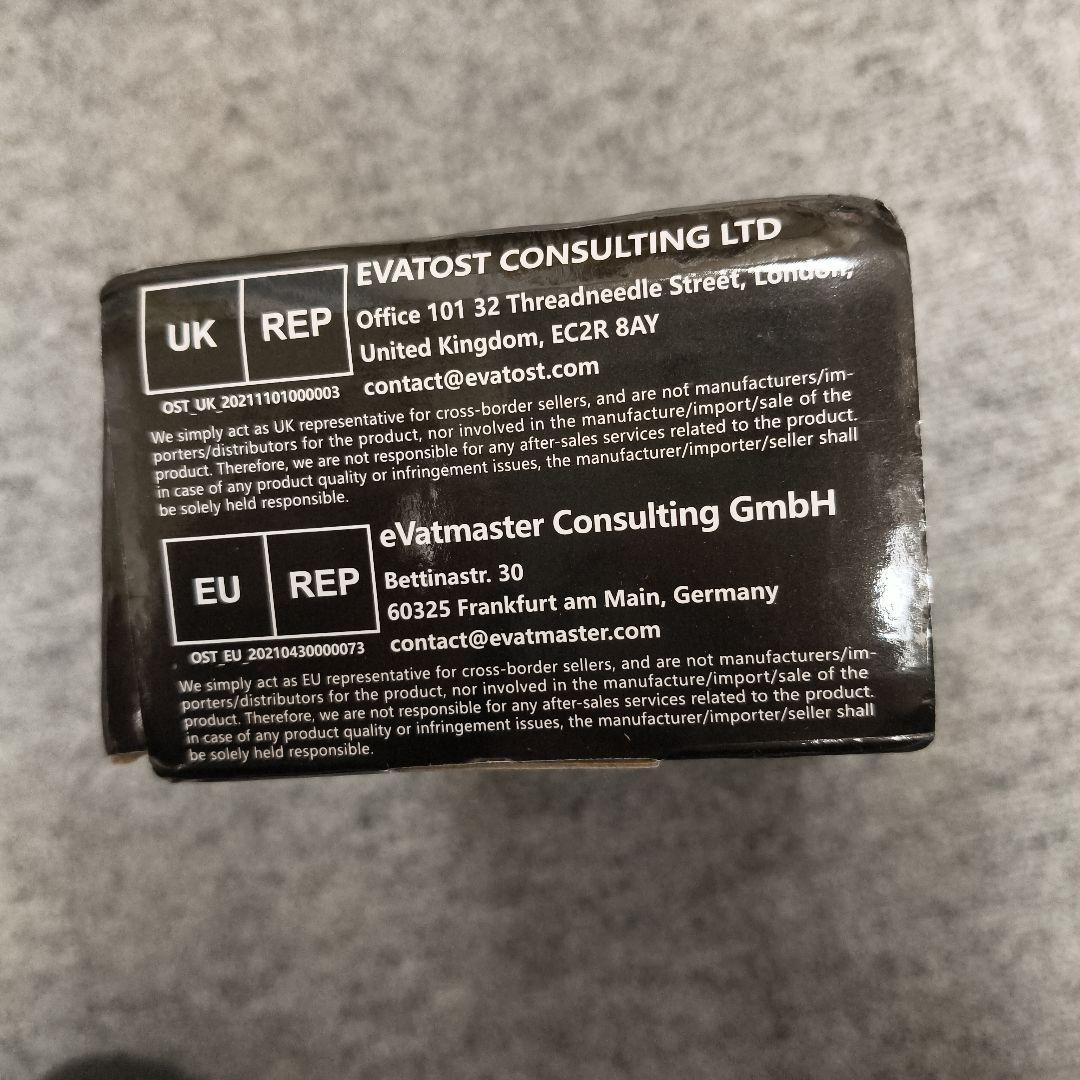 UK REP
EVATOST CONSULTING LTD
Office 101 32 Threadneedle Street, London,
United Kingdom, EC2R 8AY
contact@evatost.com
OST_UK_20211101000003
We simply act as UK representative for cross-border sellers, and are not manufacturers/im-
porters/distributors for the product, nor involved in the manufacture/import/sale of the
product. Therefore, we are not responsible for any after-sales services related to the product.
in case of any product quality or infringement issues, the manufacturer/importer/seller shall
be solely held responsible.
EU REP
eVatmaster Consulting GmbH
Bettinastr. 30
60325 Frankfurt am Main, Germany
contact@evatmaster.com
OST_EU_20210430000073
We simply act as EU representative for cross-border sellers, and are not manufacturers/im-
porters/distributors for the product, nor involved in the manufacture/import/sale of the
product. Therefore, we are not responsible for any after-sales services related to the product.
in case of any product quality or infringement issues, the manufacturer/importer/seller shall
be solely held responsible.